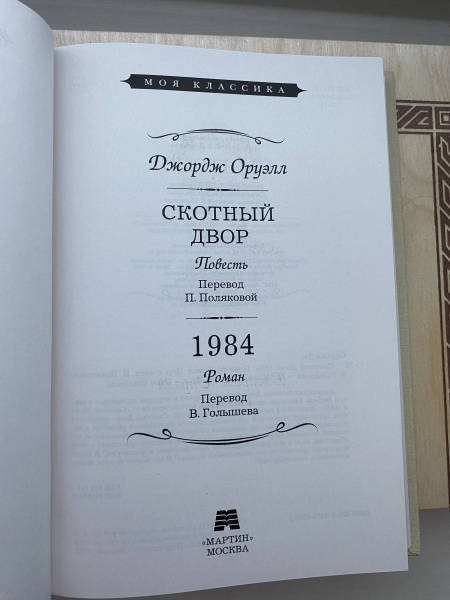 МОЯ КЛАССИКА
Джордж Оруэлл
СКОТНЫЙ
ДВОР
Повесть
Перевод
П. Поляковой
1984
Роман
Перевод
В. Голышева
«МАРТИН»
МОСКВА